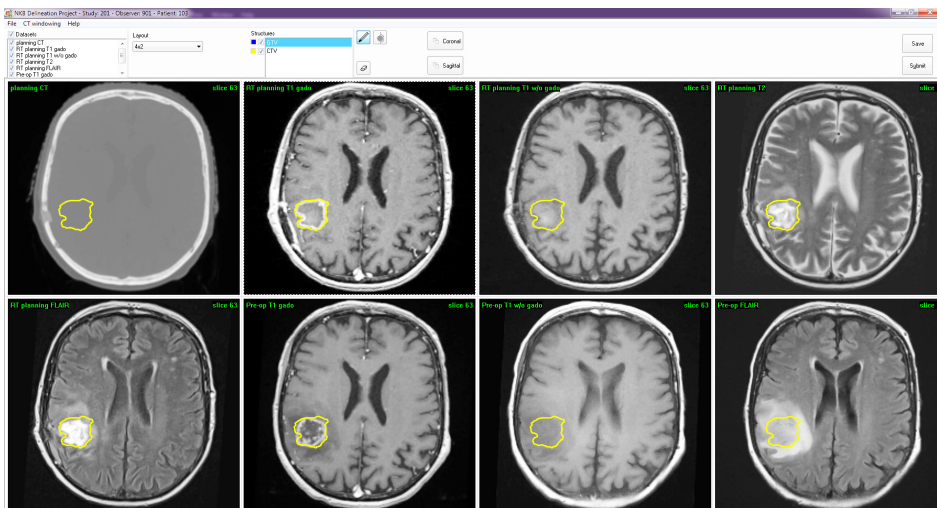 NKB Delineation Project - Study: 201 - Observer: 901 - Patient: 103
File CT windowing Help
Datasets
planning CT
RT planning T1 gado
RT planning T1 w/o gado
RT planning T2
RT planning FLAIR
Pre-op T1 gado
Layout
4x2
Structures
GTV
CTV
Coronal
Sagittal
Save
Submit
planning CT slice 63
RT planning T1 gado slice 63
RT planning T1 w/o gado slice 63
RT planning T2 slice
RT planning FLAIR slice 63
Pre-op T1 gado slice 63
Pre-op T1 w/o gado slice 63
Pre-op FLAIR slice